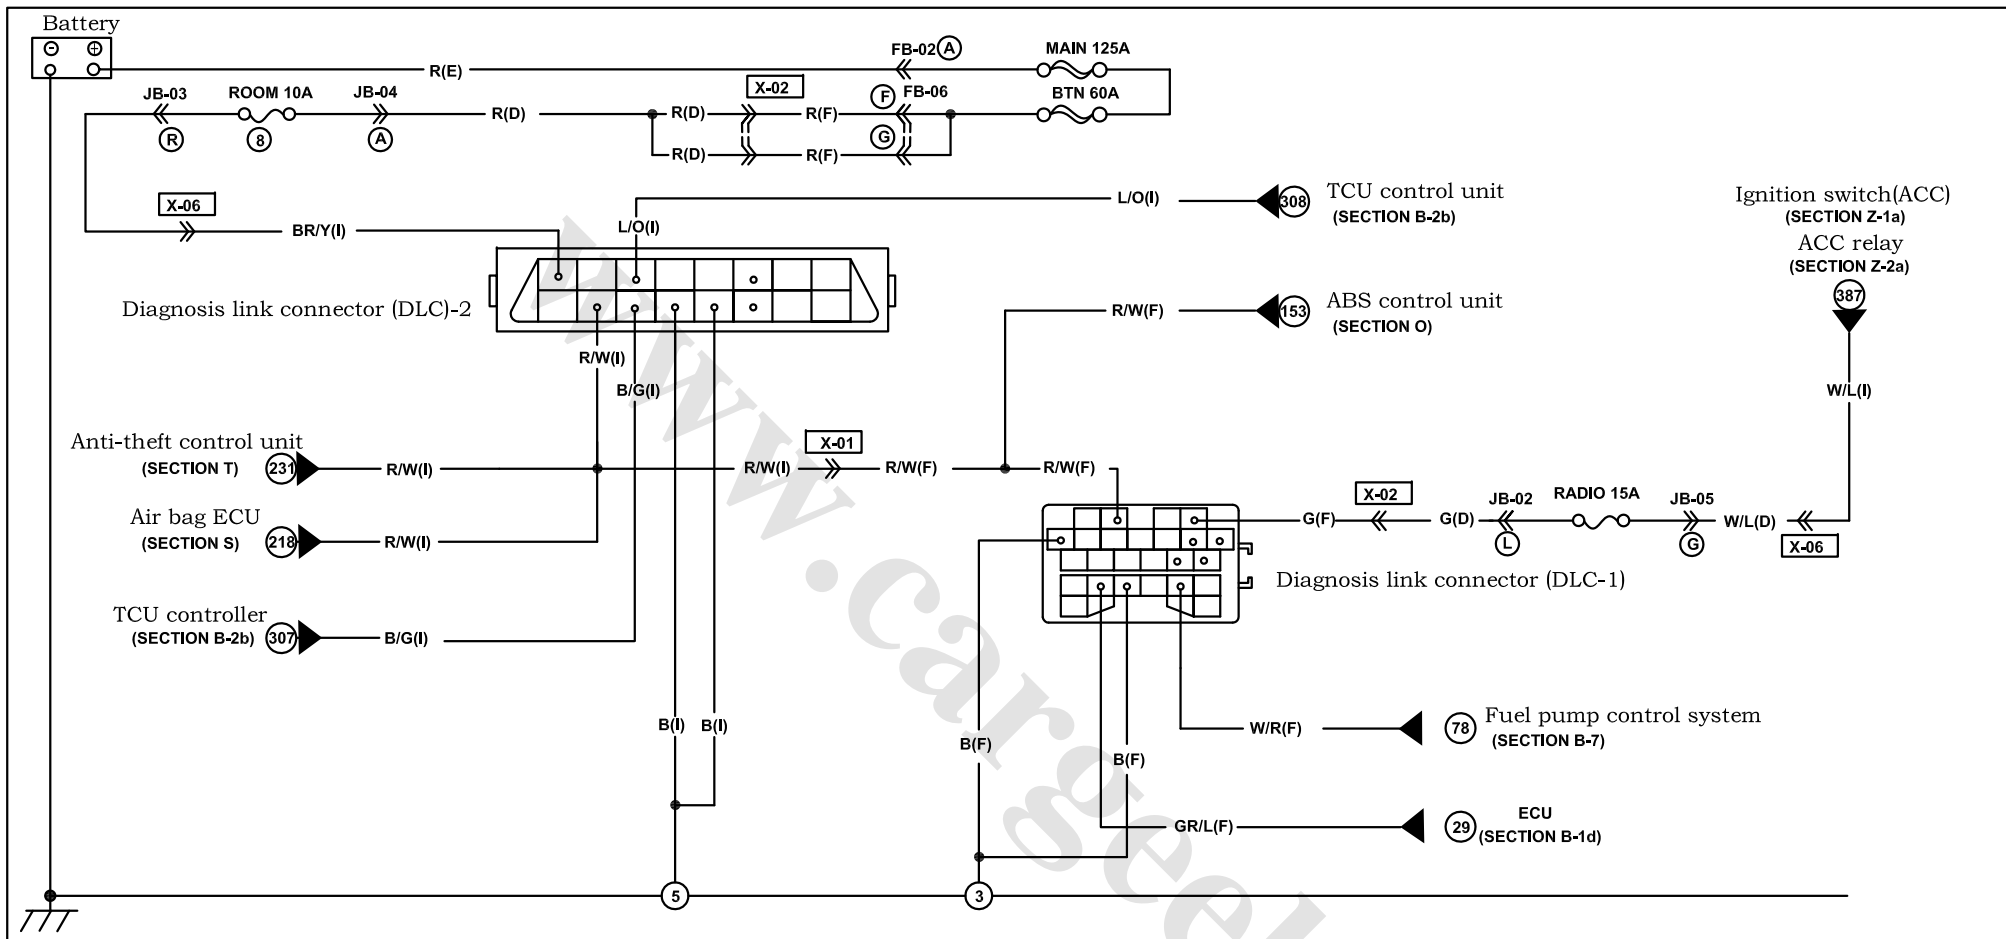 Battery
FB-02 A
MAIN 125A
R(E)
JB-03
ROOM 10A
JB-04
X-02
F FB-06
BTN 60A
R(D)
R(D)
R(F)
R
8
A
G
R(D)
R(F)
X-06
BR/Y(I)
L/O(I)
L/O(I)
308
TCU control unit
(SECTION B-2b)
Ignition switch(ACC)
(SECTION Z-1a)
ACC relay
(SECTION Z-2a)
387
Diagnosis link connector (DLC)-2
R/W(F)
153
ABS control unit
(SECTION O)
R/W(I)
B/G(I)
W/L(I)
Anti-theft control unit
(SECTION T)
231
R/W(I)
R/W(I)
X-01
R/W(F)
R/W(F)
Air bag ECU
(SECTION S)
218
R/W(I)
G(F)
X-02
G(D)
JB-02
L
RADIO 15A
JB-05
G
W/L(D)
X-06
Diagnosis link connector (DLC-1)
TCU controller
(SECTION B-2b)
307
B/G(I)
B(I)
B(I)
B(F)
B(F)
W/R(F)
78
Fuel pump control system
(SECTION B-7)
GR/L(F)
29
ECU
(SECTION B-1d)
5
3
www.cargeek